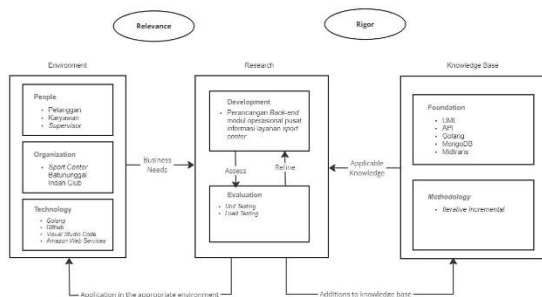 Relevance
Rigor
Environment
Research
Knowledge Base
People
• Pelanggan
• Karyawan
• Supervisor
Organization
• Sport Center
Batununggal
Indah Club
Technology
• Golang
• Github
• Visual Studio Code
• Amazon Web Services
Business
Needs
Development
• Perancangan Back-end
modul operasional pusat
informasi layanan sport
center
Assess
Refine
Evaluation
• Unit Testing
• Load Testing
Applicable
Knowledge
Foundation
• UML
• API
• Golang
• MongoDB
• Midtrans
Methodology
• Iterative Incremental
Application in the appropriate environment
Additions to knowledge base